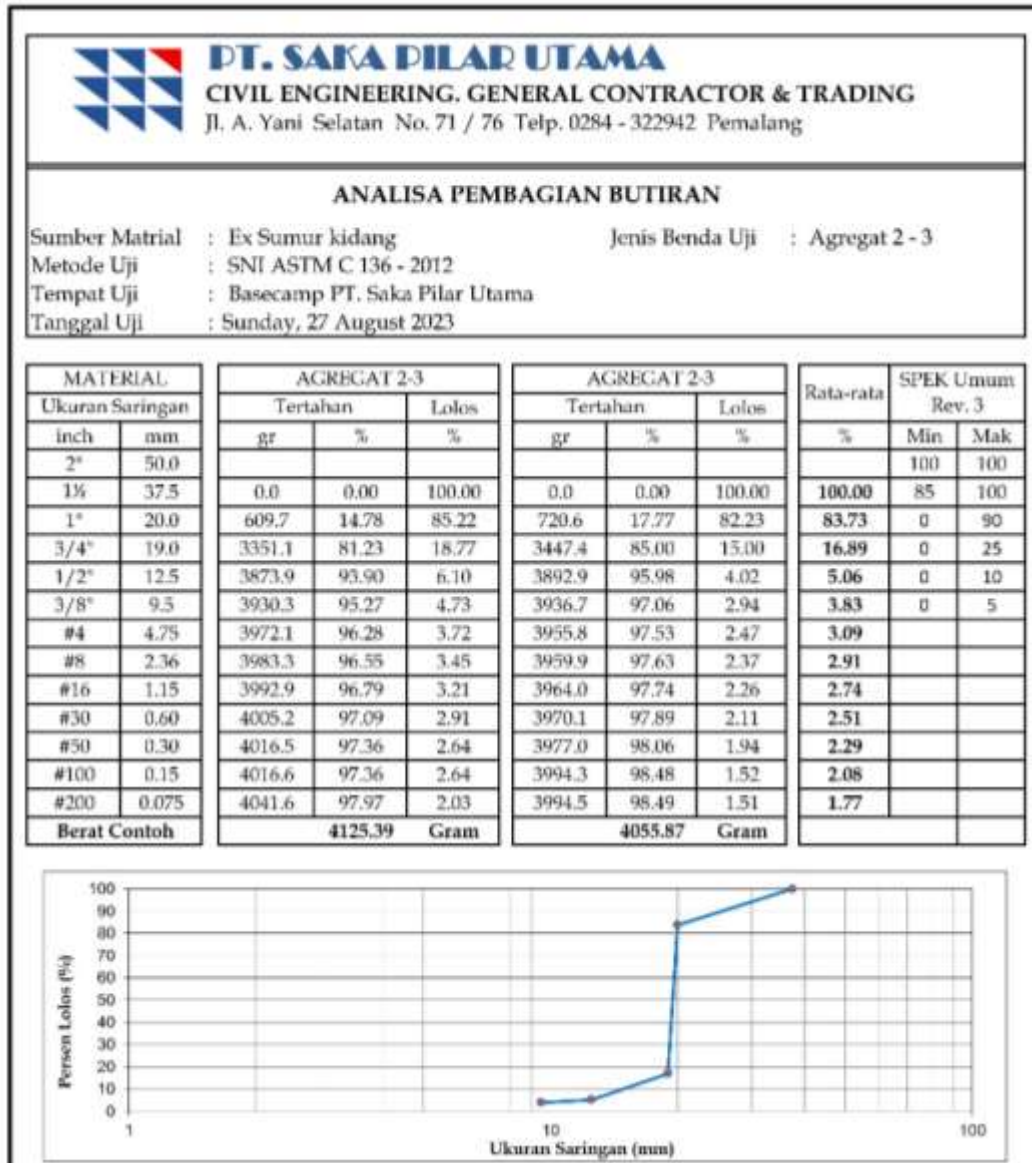 PT. SAKA PILAR UTAMA
CIVIL ENGINEERING. GENERAL CONTRACTOR & TRADING
Jl. A. Yani Selatan No. 71 / 76 Telp. 0284 - 322942 Pemalang
ANALISA PEMBAGIAN BUTIRAN
Sumber Matrial : Ex Sumur kidang Jenis Benda Uji : Agregat 2 - 3
Metode Uji : SNI ASTM C 136 - 2012
Tempat Uji : Basecamp PT. Saka Pilar Utama
Tanggal Uji : Sunday, 27 August 2023
MATERIAL AGREGAT 2-3 AGREGAT 2-3 Rata-rata SPEK Umum Rev. 3
Ukuran Saringan Tertahan Lolos Tertahan Lolos
inch mm gr % % gr % % % Min Mak
2" 50.0 100 100
1½ 37.5 0.0 0.00 100.00 0.0 0.00 100.00 100.00 85 100
1" 20.0 609.7 14.78 85.22 720.6 17.77 82.23 83.73 0 90
3/4" 19.0 3351.1 81.23 18.77 3447.4 85.00 15.00 16.89 0 25
1/2" 12.5 3873.9 93.90 6.10 3892.9 95.98 4.02 5.06 0 10
3/8" 9.5 3930.3 95.27 4.73 3936.7 97.06 2.94 3.83 0 5
#4 4.75 3972.1 96.28 3.72 3955.8 97.53 2.47 3.09
#8 2.36 3983.3 96.55 3.45 3959.9 97.63 2.37 2.91
#16 1.15 3992.9 96.79 3.21 3964.0 97.74 2.26 2.74
#30 0.60 4005.2 97.09 2.91 3970.1 97.89 2.11 2.51
#50 0.30 4016.5 97.36 2.64 3977.0 98.06 1.94 2.29
#100 0.15 4016.6 97.36 2.64 3994.3 98.48 1.52 2.08
#200 0.075 4041.6 97.97 2.03 3994.5 98.49 1.51 1.77
Berat Contoh 4125.39 Gram 4055.87 Gram
Persen Lolos (%)
100
90
80
70
60
50
40
30
20
10
0
1 10 100
Ukuran Saringan (mm)